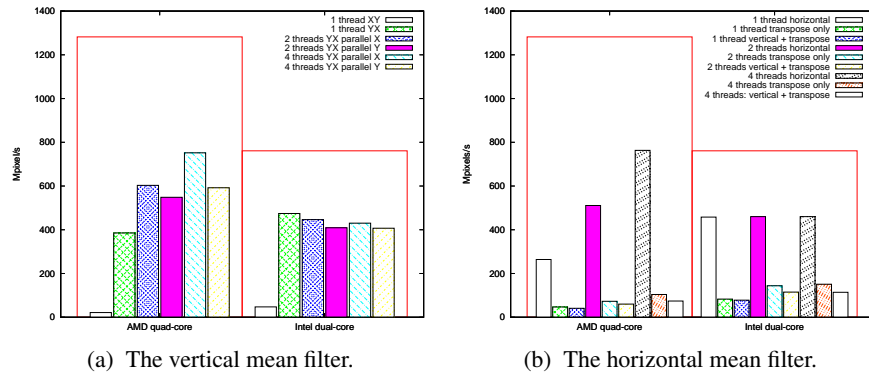 1400
1 thread XY
1 thread YX
2 threads YX parallel X
2 threads YX parallel Y
4 threads YX parallel X
4 threads YX parallel Y
1200
1000
800
600
400
200
0
Mpixel/s
AMD quad-core
Intel dual-core
(a) The vertical mean filter.
1400
1 thread horizontal
1 thread transpose only
1 thread vertical + transpose
2 threads horizontal
2 threads transpose only
2 threads vertical + transpose
4 threads horizontal
4 threads transpose only
4 threads: vertical + transpose
1200
1000
800
600
400
200
0
Mpixels/s
AMD quad-core
Intel dual-core
(b) The horizontal mean filter.